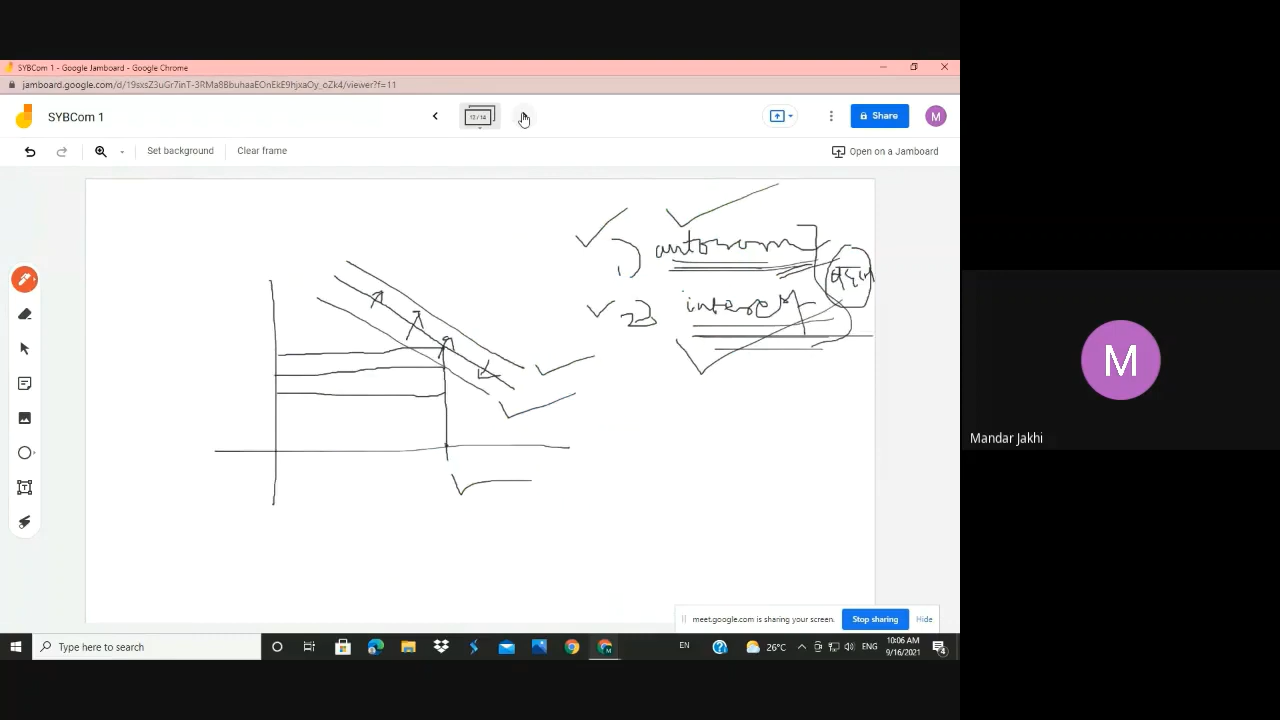 SYBCom 1 - Google Jamboard - Google Chrome
SYBCom 1
Share
Set background
Clear frame
Open on a Jamboard
1)
2)
Mandar Jakhi
meet.google.com is sharing your screen.
Stop sharing
Hide
Type here to search
EN
26°C
ENG
10:06 AM
9/16/2021
4
M
M